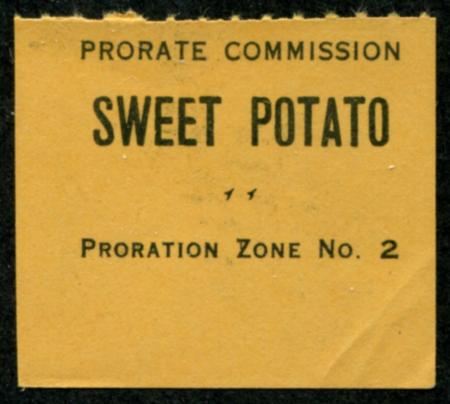 PRORATE COMMISSION
SWEET POTATO
PRORATION ZONE NO. 2